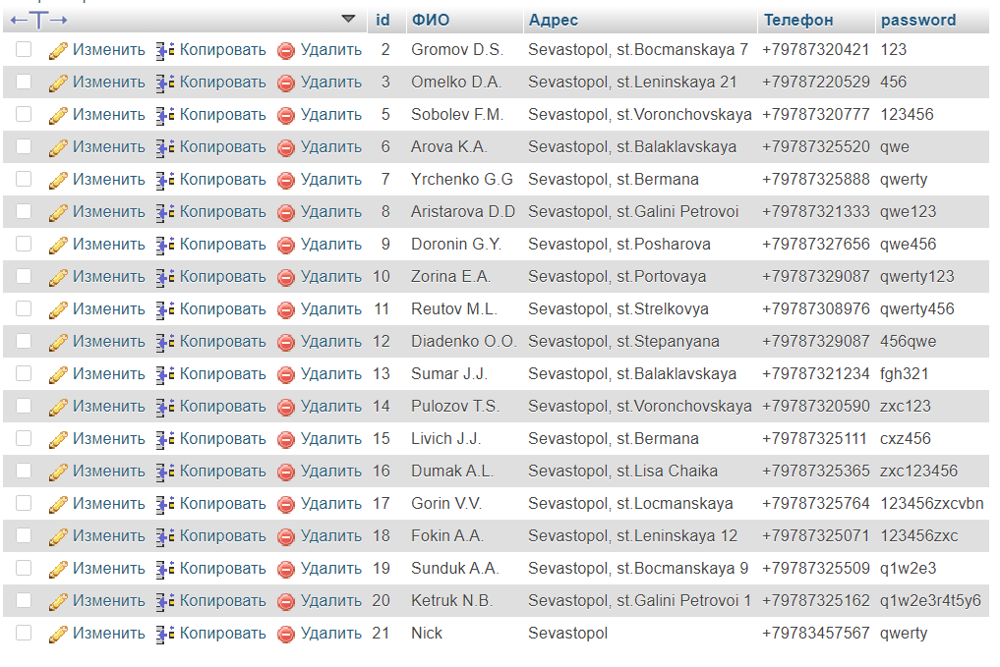 id ФИО Адрес Телефон password
Изменить Копировать Удалить 2 Gromov D.S. Sevastopol, st.Bocmanskaya 7 +79787320421 123
Изменить Копировать Удалить 3 Omelko D.A. Sevastopol, st.Leninskaya 21 +79787220529 456
Изменить Копировать Удалить 5 Sobolev F.M. Sevastopol, st.Voronchovskaya +79787320777 123456
Изменить Копировать Удалить 6 Arova K.A. Sevastopol, st.Balaklavskaya +79787325520 qwe
Изменить Копировать Удалить 7 Yrchenko G.G Sevastopol, st.Bermana +79787325888 qwerty
Изменить Копировать Удалить 8 Aristarova D.D Sevastopol, st.Galini Petrovoi +79787321333 qwe123
Изменить Копировать Удалить 9 Doronin G.Y. Sevastopol, st.Posharova +79787327656 qwe456
Изменить Копировать Удалить 10 Zorina E.A. Sevastopol, st.Portovaya +79787329087 qwerty123
Изменить Копировать Удалить 11 Reutov M.L. Sevastopol, st.Strelkovya +79787308976 qwerty456
Изменить Копировать Удалить 12 Diadenko O.O. Sevastopol, st.Stepanyana +79787329087 456qwe
Изменить Копировать Удалить 13 Sumar J.J. Sevastopol, st.Balaklavskaya +79787321234 fgh321
Изменить Копировать Удалить 14 Pulozov T.S. Sevastopol, st.Voronchovskaya +79787320590 zxc123
Изменить Копировать Удалить 15 Livich J.J. Sevastopol, st.Bermana +79787325111 cxz456
Изменить Копировать Удалить 16 Dumak A.L. Sevastopol, st.Lisa Chaika +79787325365 zxc123456
Изменить Копировать Удалить 17 Gorin V.V. Sevastopol, st.Locmanskaya +79787325764 123456zxcvbn
Изменить Копировать Удалить 18 Fokin A.A. Sevastopol, st.Leninskaya 12 +79787325071 123456zxc
Изменить Копировать Удалить 19 Sunduk A.A. Sevastopol, st.Bocmanskaya 9 +79787325509 q1w2e3
Изменить Копировать Удалить 20 Ketruk N.B. Sevastopol, st.Galini Petrovoi 1 +79787325162 q1w2e3r4t5y6
Изменить Копировать Удалить 21 Nick Sevastopol +79783457567 qwerty